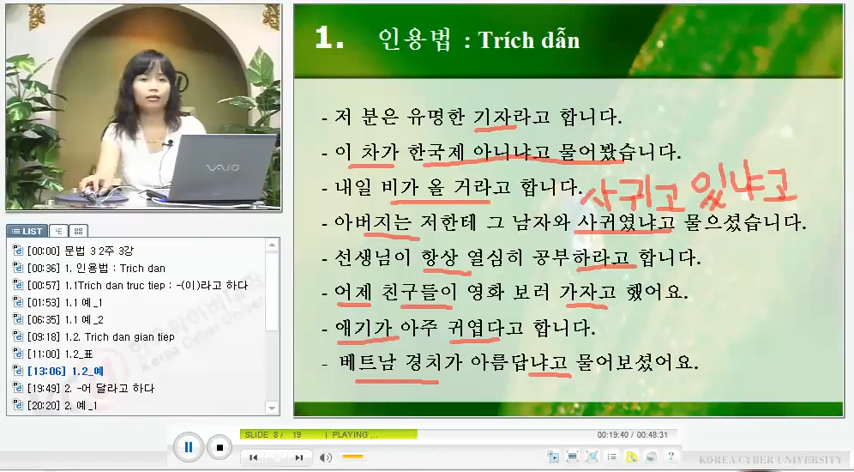 1. 인용법 : Trích dẫn
- 저 분은 유명한 기자라고 합니다.
- 이 차가 한국제 아니냐고 물어봤습니다.
- 내일 비가 올 거라고 합니다.
사귀고 있냐고
- 아버지는 저한테 그 남자와 사귀였냐고 물으셨습니다.
- 선생님이 항상 열심히 공부하라고 합니다.
- 어제 친구들이 영화 보러 가자고 했어요.
- 애기가 아주 귀엽다고 합니다.
- 베트남 경치가 아름답냐고 물어보셨어요.
VAIO
LIST
[00:00] 문법 3 2주 3강
[00:36] 1. 인용법 : Trich dan
[00:57] 1.1Trich dan truc tiep : -(이)라고 하다
[01:53] 1.1 예_1
[06:35] 1.1 예_2
[09:18] 1.2. Trich dan gian tiep
[11:00] 1.2_표
[13:06] 1.2_예
[19:49] 2. -어 달라고 하다
[20:20] 2. 예_1
SLIDE 8 / 19 | PLAYING ...
00:19:40 / 00:48:31
KOREA CYBER UNIVERSITY